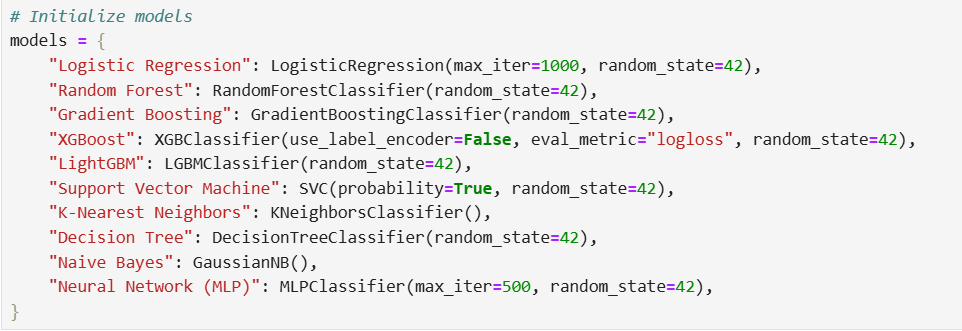 # Initialize models
models = {
    "Logistic Regression": LogisticRegression(max_iter=1000, random_state=42),
    "Random Forest": RandomForestClassifier(random_state=42),
    "Gradient Boosting": GradientBoostingClassifier(random_state=42),
    "XGBoost": XGBClassifier(use_label_encoder=False, eval_metric="logloss", random_state=42),
    "LightGBM": LGBMClassifier(random_state=42),
    "Support Vector Machine": SVC(probability=True, random_state=42),
    "K-Nearest Neighbors": KNeighborsClassifier(),
    "Decision Tree": DecisionTreeClassifier(random_state=42),
    "Naive Bayes": GaussianNB(),
    "Neural Network (MLP)": MLPClassifier(max_iter=500, random_state=42),
}